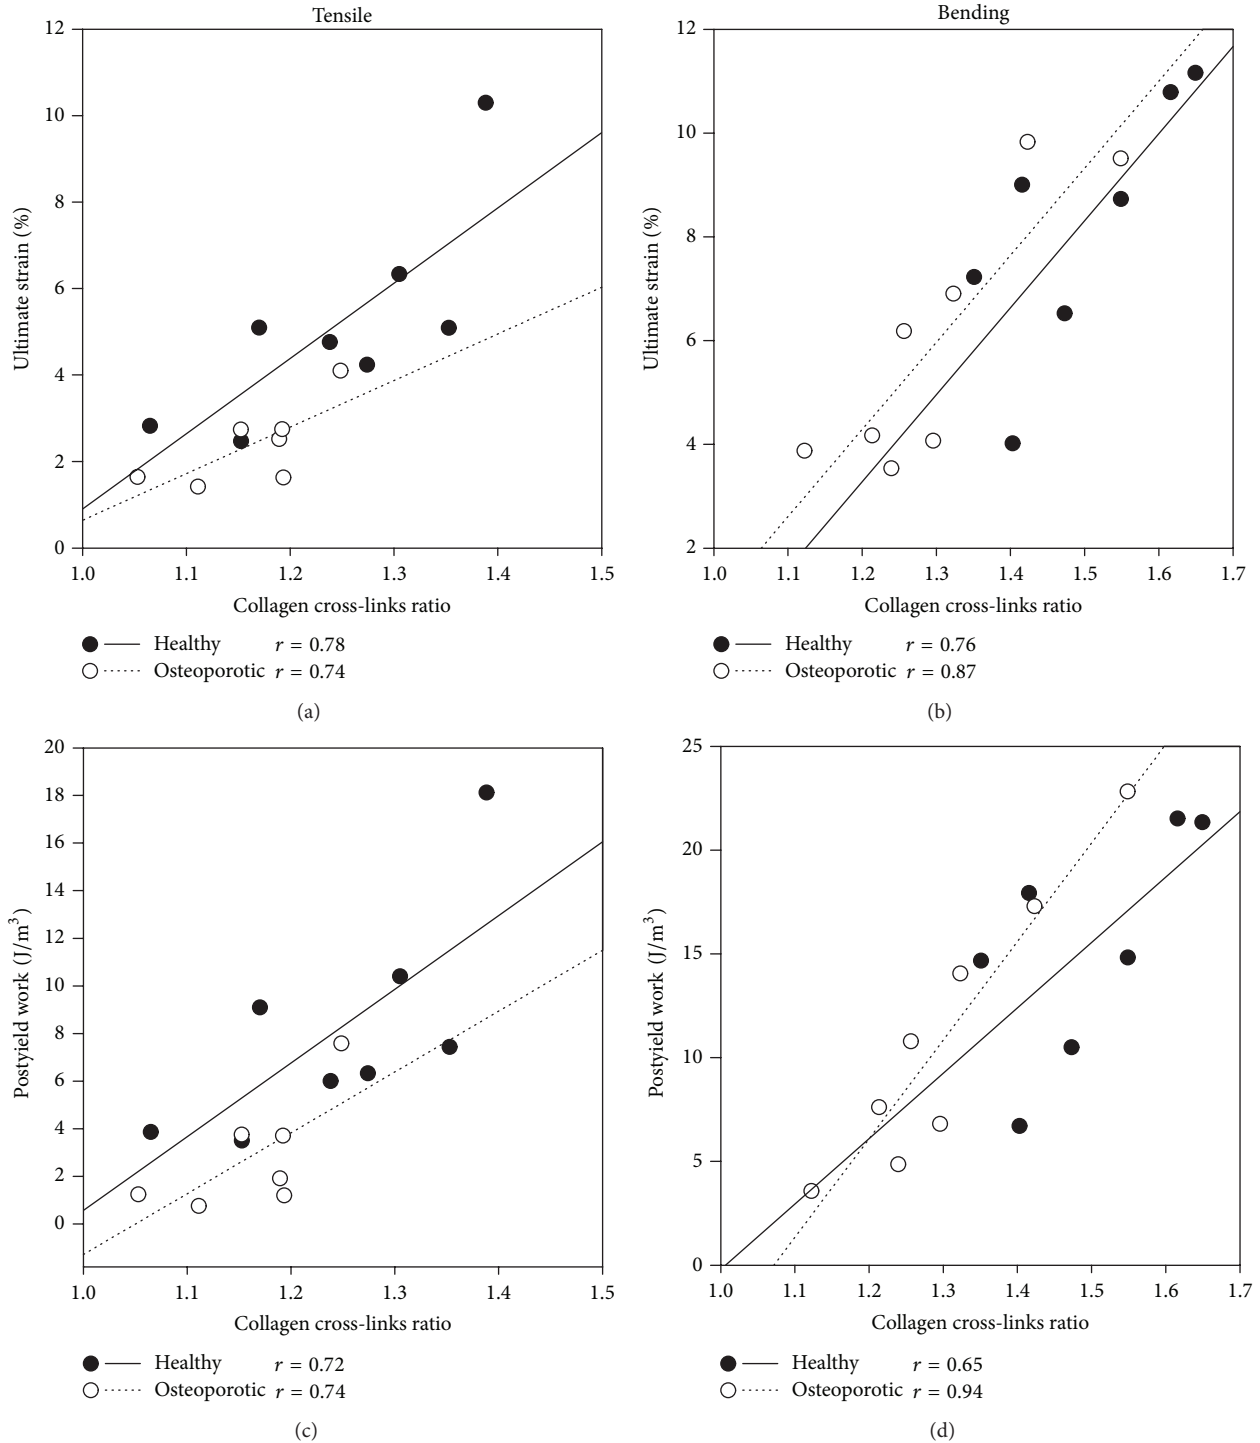 Tensile
12
10
8
6
4
2
0
Ultimate strain (%)
1.0 1.1 1.2 1.3 1.4 1.5
Collagen cross-links ratio
Healthy r = 0.78
Osteoporotic r = 0.74
(a)
Bending
12
10
8
6
4
2
Ultimate strain (%)
1.0 1.1 1.2 1.3 1.4 1.5 1.6 1.7
Collagen cross-links ratio
Healthy r = 0.76
Osteoporotic r = 0.87
(b)
20
18
16
14
12
10
8
6
4
2
0
Postyield work (J/m³)
1.0 1.1 1.2 1.3 1.4 1.5
Collagen cross-links ratio
Healthy r = 0.72
Osteoporotic r = 0.74
(c)
25
20
15
10
5
0
Postyield work (J/m³)
1.0 1.1 1.2 1.3 1.4 1.5 1.6 1.7
Collagen cross-links ratio
Healthy r = 0.65
Osteoporotic r = 0.94
(d)